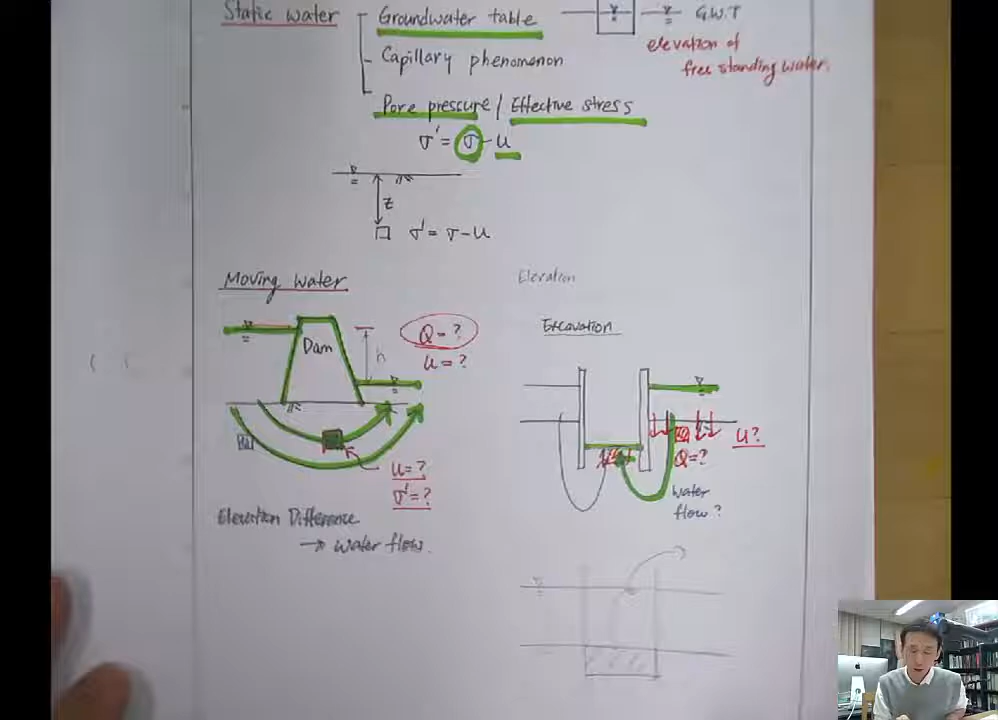 Static water
Groundwater table
G.W.T
elevation of
free standing water.
Capillary phenomenon
Pore pressure / Effective stress
σ' = σ - u
z
σ' = σ - u
Moving water
Elevation
Dam
h
Q = ?
u = ?
Excavation
u = ?
σ' = ?
u?
Q = ?
water
flow?
Elevation Difference
→ water flow.